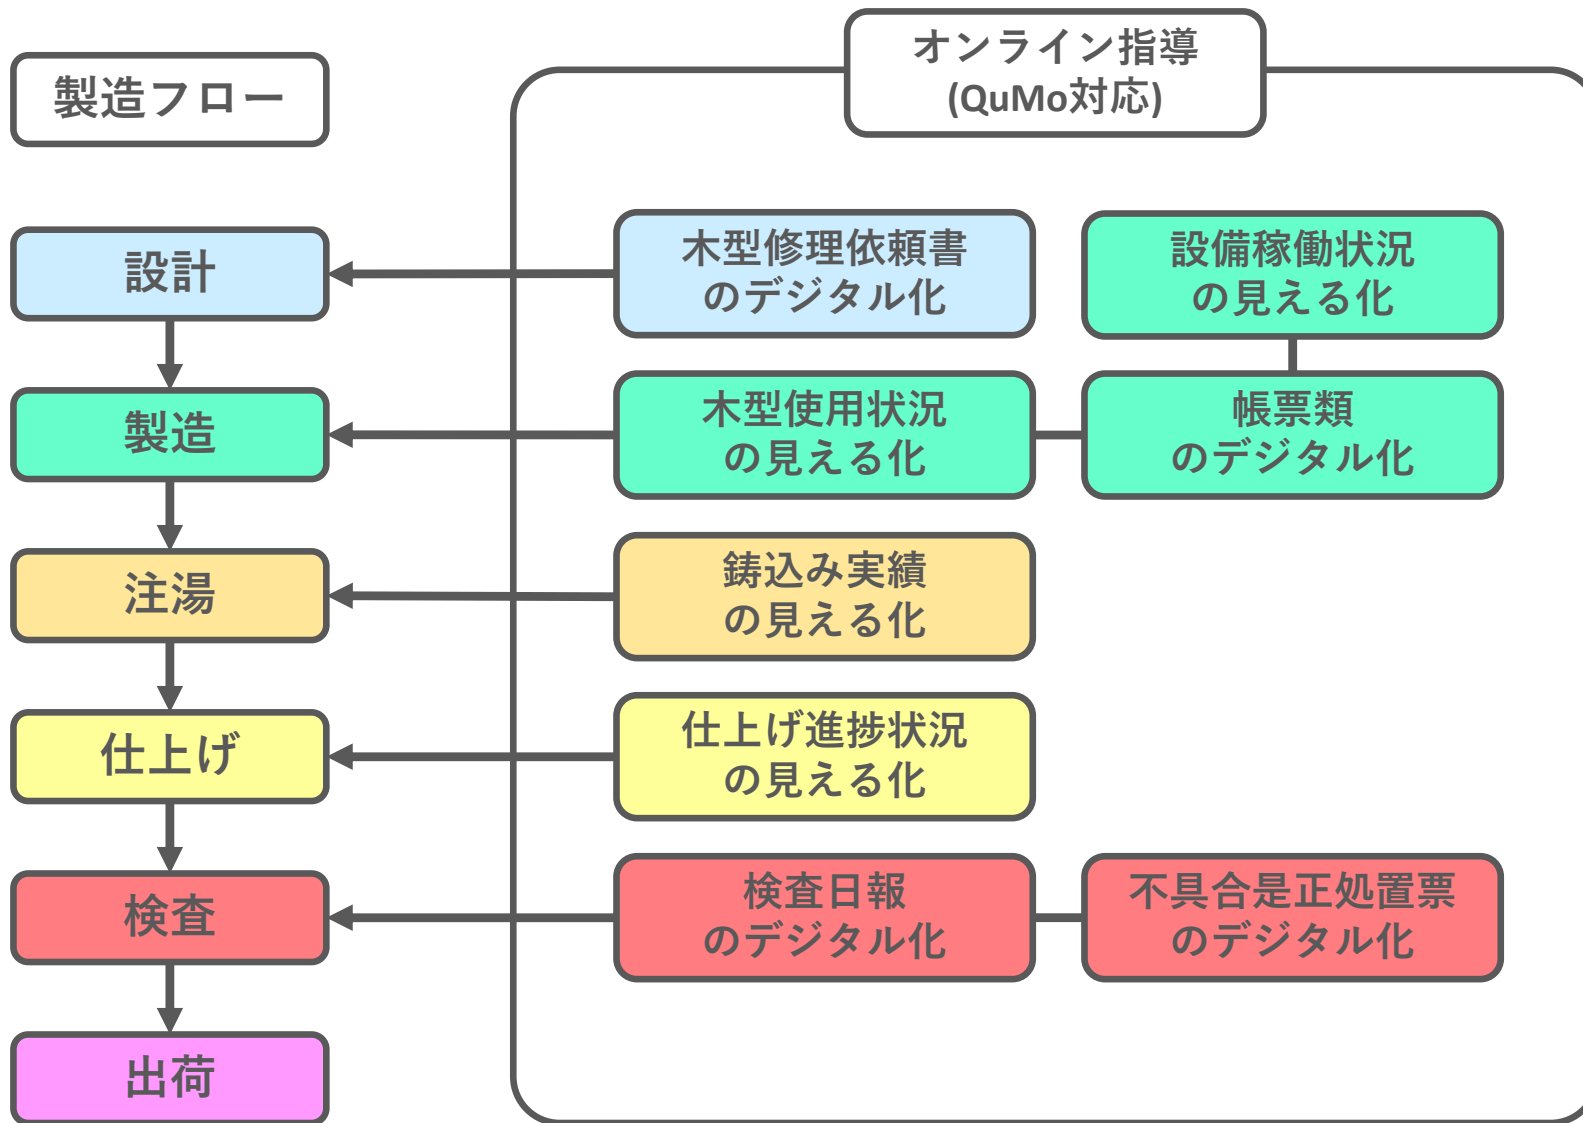 製造フロー
オンライン指導
(QuMo対応)
設計
木型修理依頼書
のデジタル化
設備稼働状況
の見える化
製造
木型使用状況
の見える化
帳票類
のデジタル化
注湯
鋳込み実績
の見える化
仕上げ
仕上げ進捗状況
の見える化
検査
検査日報
のデジタル化
不具合是正処置票
のデジタル化
出荷